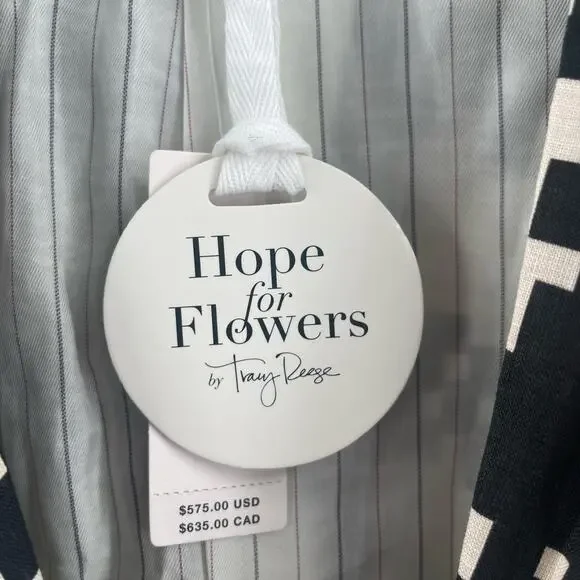 Hope
for
Flowers
by Tracy Reese
$575.00 USD
$635.00 CAD